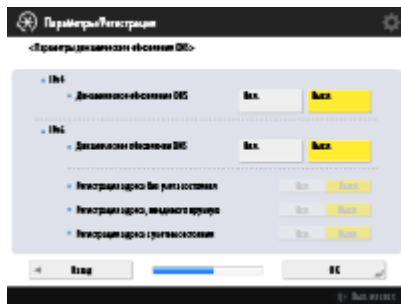 Параметры/Регистрация
<Параметры динамического обновления DNS>
IPv4
Динамическое обновление DNS Вкл. Выкл.
IPv6
Динамическое обновление DNS Вкл. Выкл.
Регистрация адреса без учета состояния Вкл. Выкл.
Регистрация адреса, введенного вручную Вкл. Выкл.
Регистрация адреса с учетом состояния Вкл. Выкл.
Назад OK